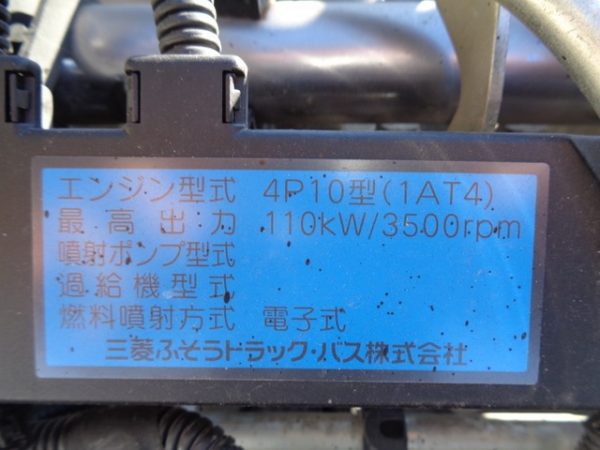 エンジン型式 4P10型(1AT4)
最高出力 110kW/3500rpm
噴射ポンプ型式
過給機型式
燃料噴射方式 電子式
三菱ふそうトラック・バス株式会社